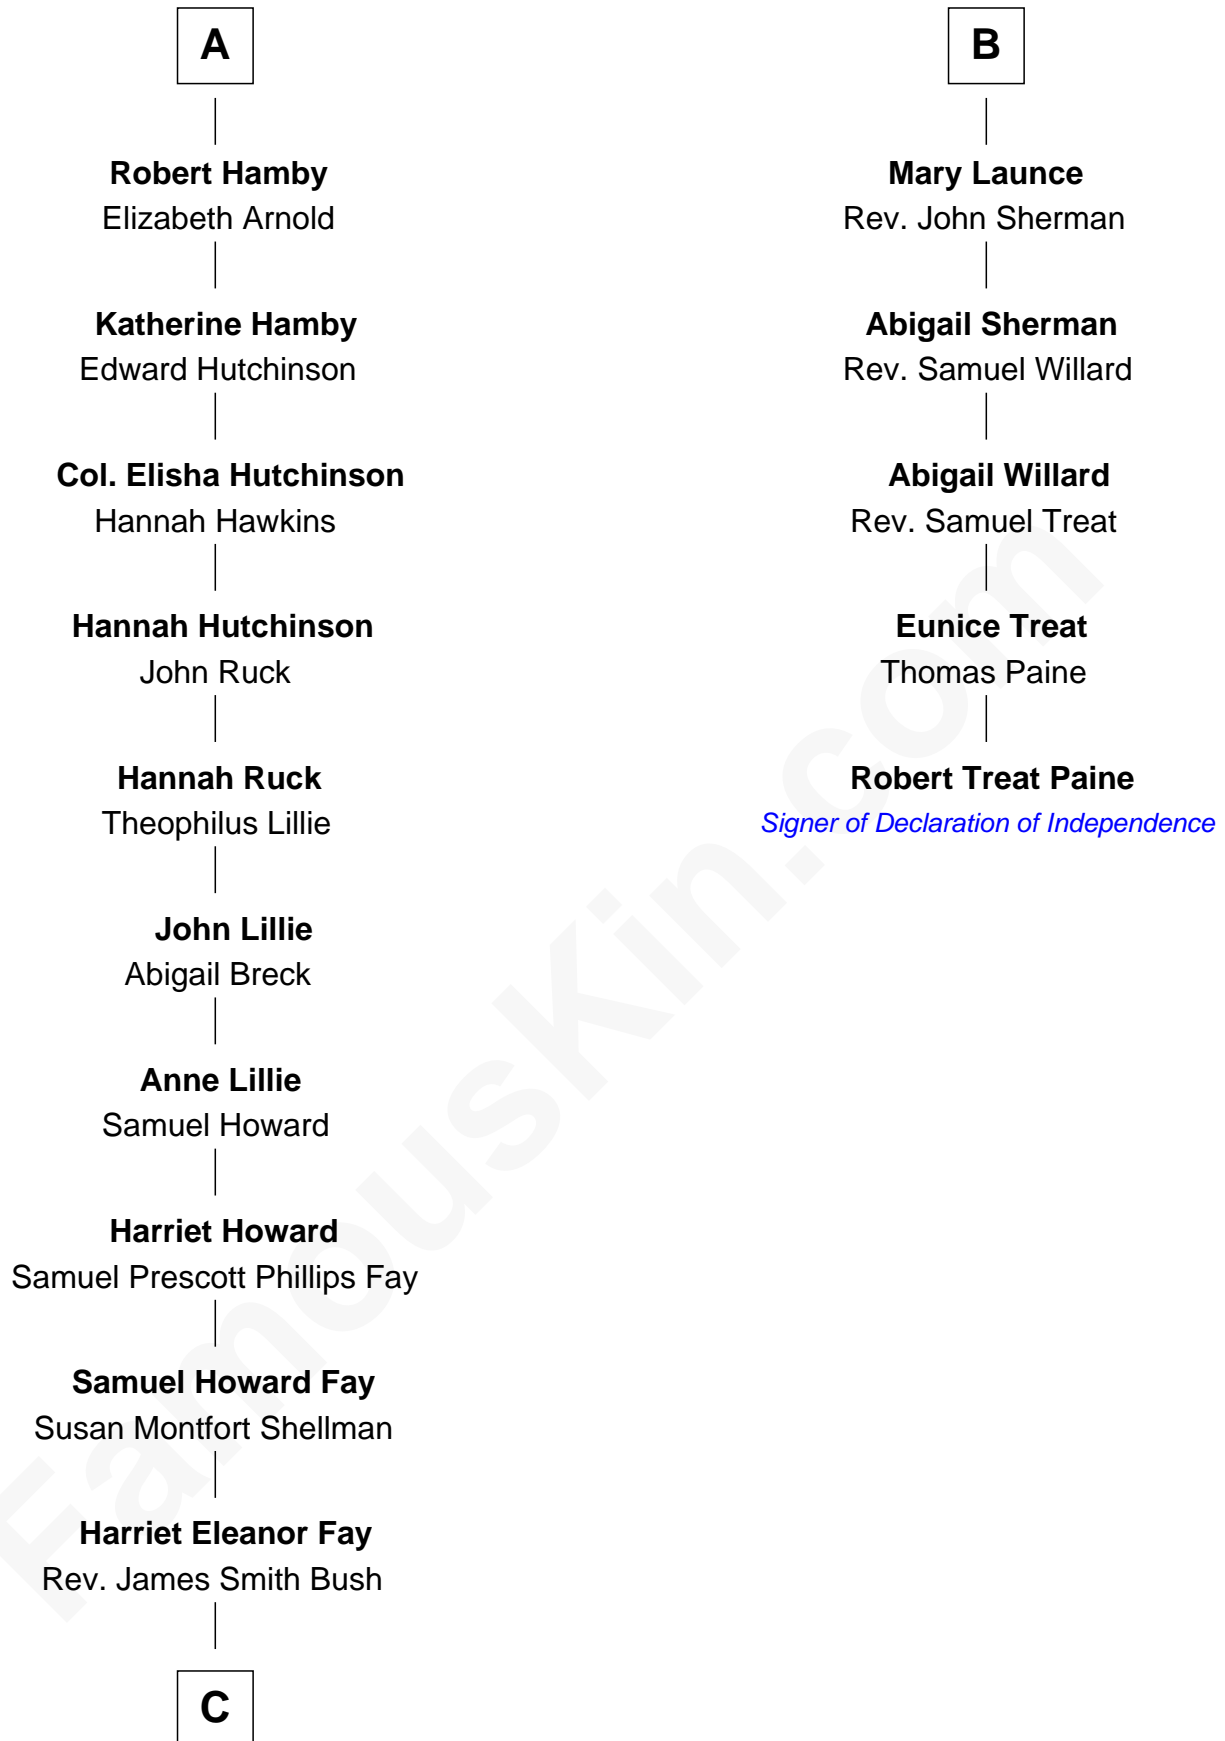 A
Robert Hamby
Elizabeth Arnold
Katherine Hamby
Edward Hutchinson
Col. Elisha Hutchinson
Hannah Hawkins
Hannah Hutchinson
John Ruck
Hannah Ruck
Theophilus Lillie
John Lillie
Abigail Breck
Anne Lillie
Samuel Howard
Harriet Howard
Samuel Prescott Phillips Fay
Samuel Howard Fay
Susan Montfort Shellman
Harriet Eleanor Fay
Rev. James Smith Bush
C
B
Mary Launce
Rev. John Sherman
Abigail Sherman
Rev. Samuel Willard
Abigail Willard
Rev. Samuel Treat
Eunice Treat
Thomas Paine
Robert Treat Paine
Signer of Declaration of Independence
FamousKin.com